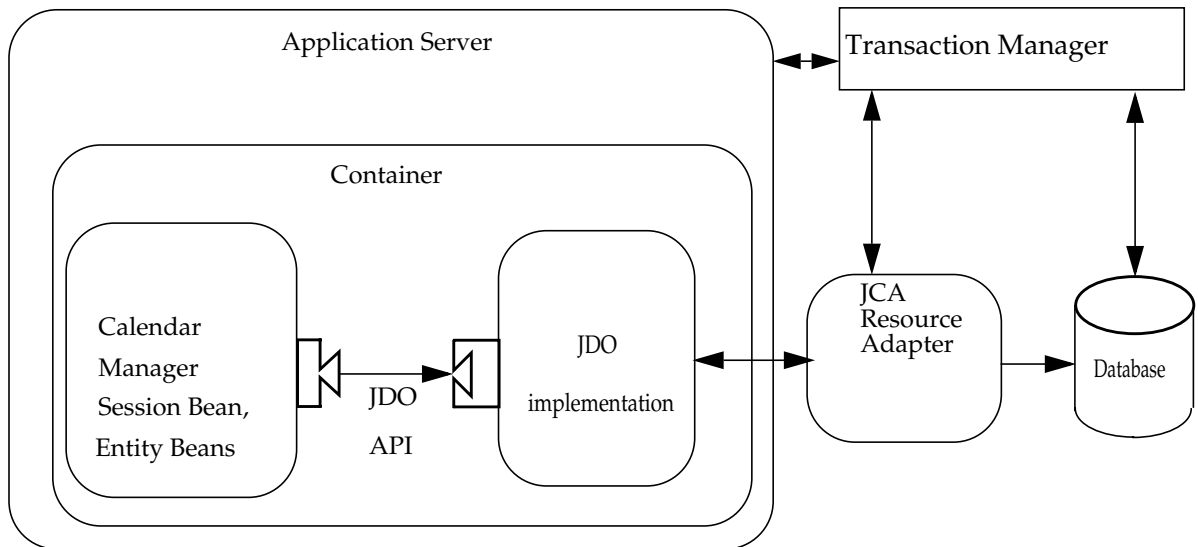 Application Server
Transaction Manager
Container
Calendar
Manager
Session Bean,
Entity Beans
JDO
API
JDO
implementation
JCA
Resource
Adapter
Database